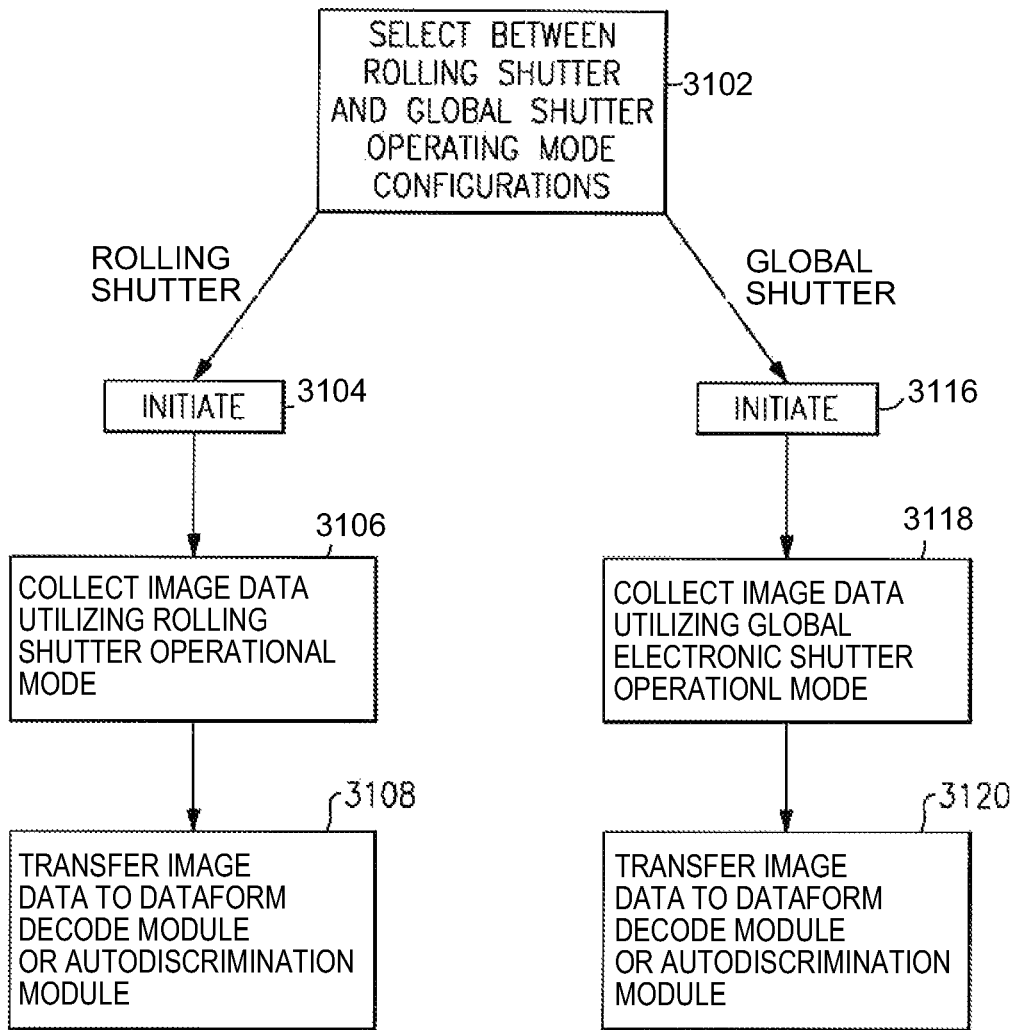 SELECT BETWEEN
ROLLING SHUTTER
AND GLOBAL SHUTTER
OPERATING MODE
CONFIGURATIONS
3102
ROLLING
SHUTTER
GLOBAL
SHUTTER
INITIATE
3104
INITIATE
3116
3106
COLLECT IMAGE DATA
UTILIZING ROLLING
SHUTTER OPERATIONAL
MODE
3118
COLLECT IMAGE DATA
UTILIZING GLOBAL
ELECTRONIC SHUTTER
OPERATIONL MODE
3108
TRANSFER IMAGE
DATA TO DATAFORM
DECODE MODULE
OR AUTODISCRIMINATION
MODULE
3120
TRANSFER IMAGE
DATA TO DATAFORM
DECODE MODULE
OR AUTODISCRIMINATION
MODULE